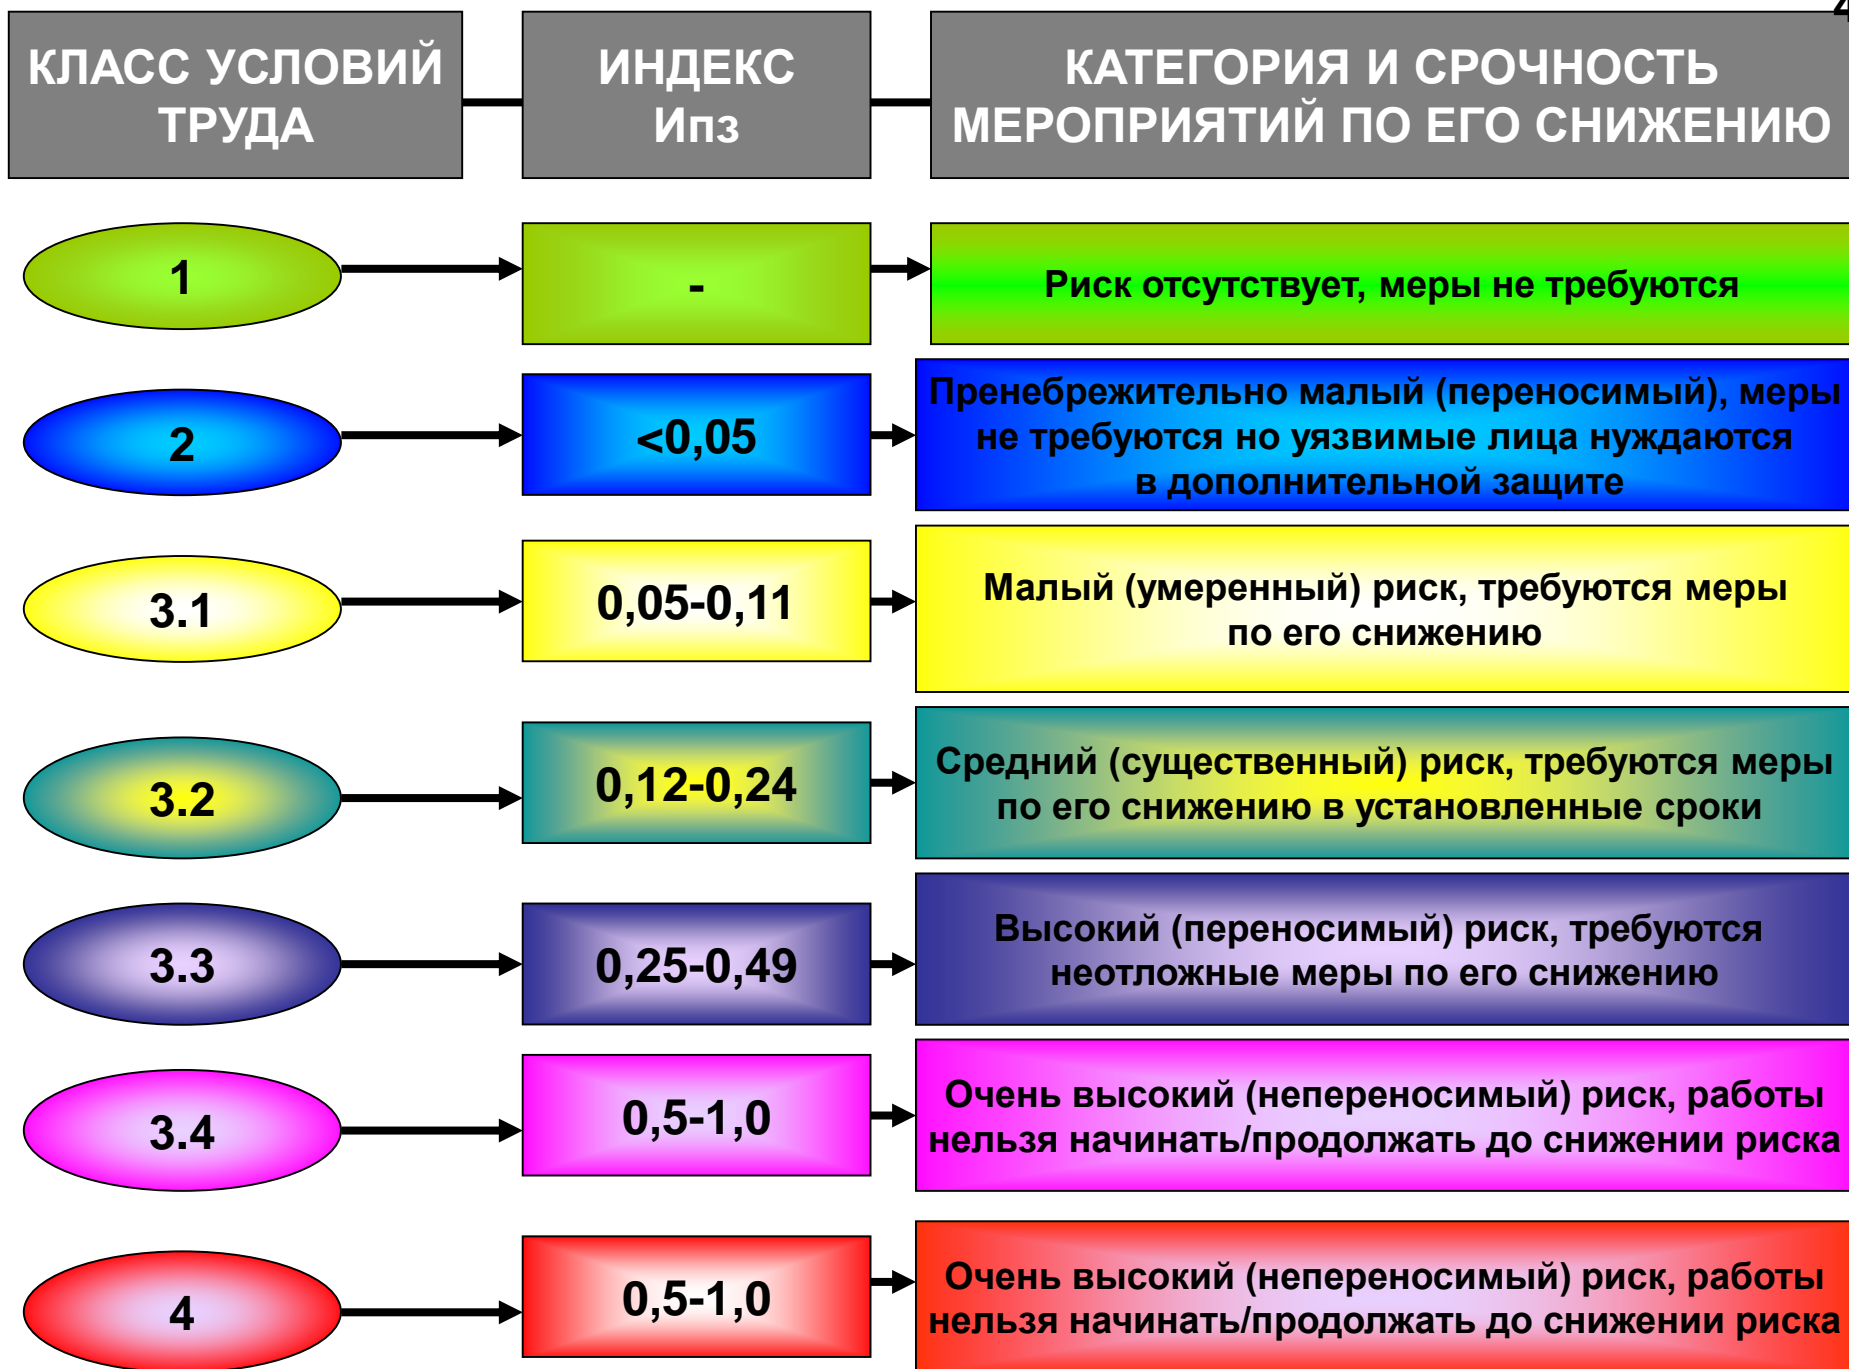 4
КЛАСС УСЛОВИЙ
ТРУДА
ИНДЕКС
Ипз
КАТЕГОРИЯ И СРОЧНОСТЬ
МЕРОПРИЯТИЙ ПО ЕГО СНИЖЕНИЮ
1
-
Риск отсутствует, меры не требуются
2
<0,05
Пренебрежительно малый (переносимый), меры
не требуются но уязвимые лица нуждаются
в дополнительной защите
3.1
0,05-0,11
Малый (умеренный) риск, требуются меры
по его снижению
3.2
0,12-0,24
Средний (существенный) риск, требуются меры
по его снижению в установленные сроки
3.3
0,25-0,49
Высокий (переносимый) риск, требуются
неотложные меры по его снижению
3.4
0,5-1,0
Очень высокий (непереносимый) риск, работы
нельзя начинать/продолжать до снижении риска
4
0,5-1,0
Очень высокий (непереносимый) риск, работы
нельзя начинать/продолжать до снижении риска